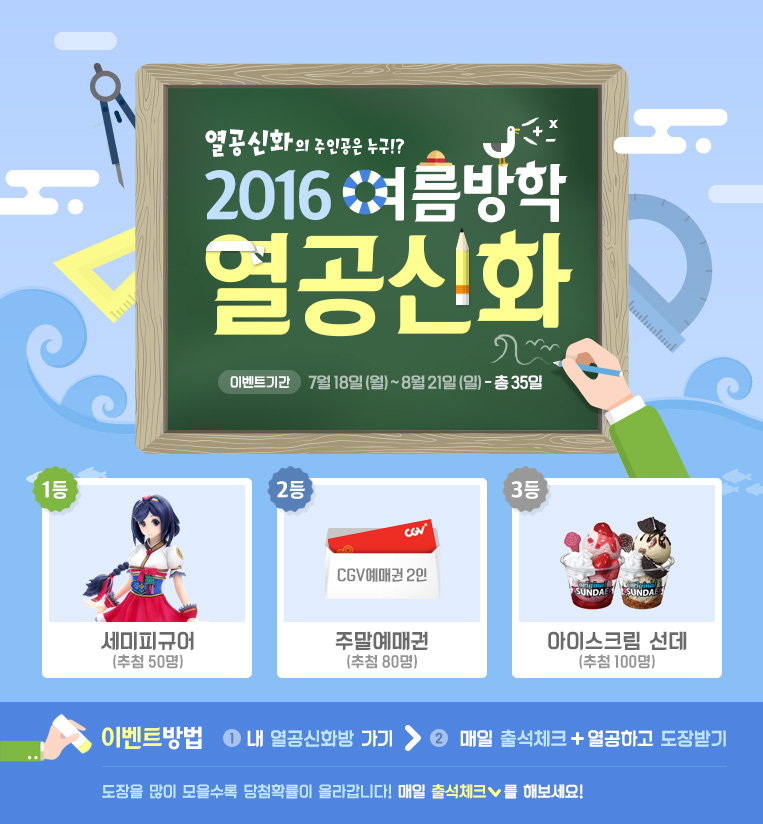 열공신화의 주인공은 누구!?
2016 여름방학
열공신화
+ x
−
이벤트기간 7월 18일 (월) ~ 8월 21일 (일) - 총 35일
1등
세미피규어
(추첨 50명)
2등
CGV
CGV예매권 2인
주말예매권
(추첨 80명)
3등
original
SUNDAE
original
SUNDAE
아이스크림 선데
(추첨 100명)
이벤트방법 1 내 열공신화방 가기 > 2 매일 출석체크 + 열공하고 도장받기
도장을 많이 모을수록 당첨확률이 올라갑니다! 매일 출석체크를 해보세요!